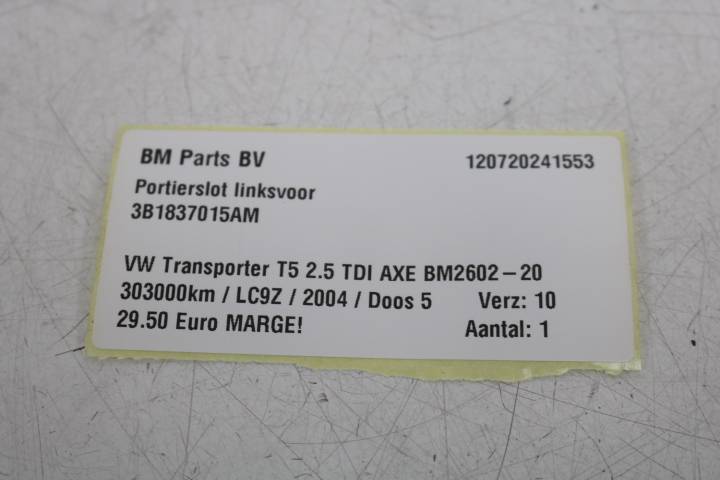 BM Parts BV 120720241553
Portierslot linksvoor
3B1837015AM
VW Transporter T5 2.5 TDI AXE BM2602-20
303000km / LC9Z / 2004 / Doos 5 Verz: 10
29.50 Euro MARGE! Aantal: 1